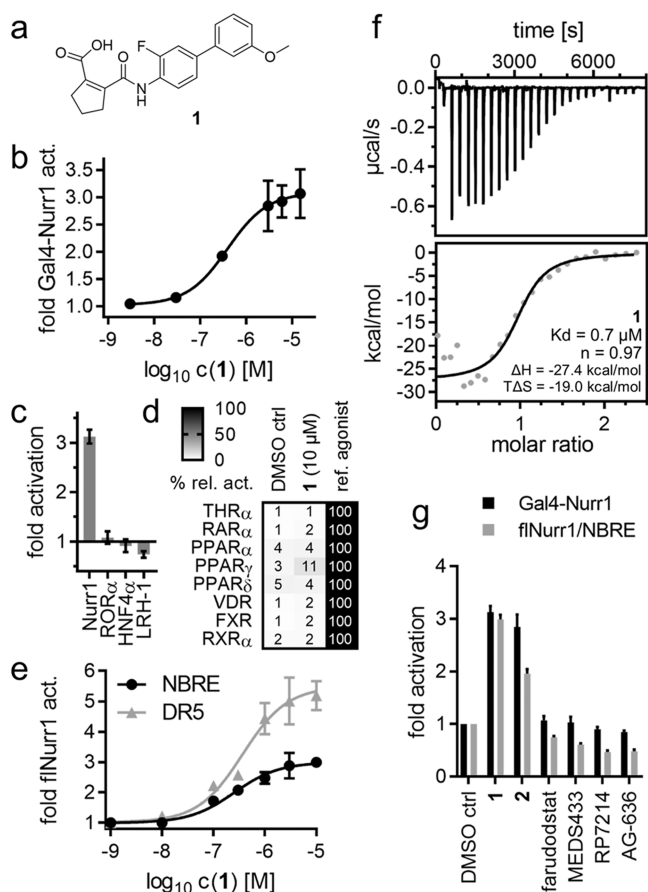 a
OH
O
O
N
H
F
O
1
b
fold Gal4-Nurr1 act.
3.5
3.0
2.5
2.0
1.5
1.0
-9 -8 -7 -6 -5
log10 c(1) [M]
c
fold activation
3
2
1
Nurr1
RORα
HNF4α
LRH-1
d
100
50
0
% rel. act.
DMSO ctrl
1 (10 μM)
ref. agonist
THRα 1 1 100
RARα 1 2 100
PPARα 4 4 100
PPARγ 3 11 100
PPARδ 5 4 100
VDR 1 2 100
FXR 1 2 100
RXRα 2 2 100
e
fold flNurr1 act.
6
5
4
3
2
1
NBRE
DR5
-9 -8 -7 -6 -5
log10 c(1) [M]
f
time [s]
0 3000 6000
μcal/s
0.0
-0.2
-0.4
-0.6
kcal/mol
0
-5
-10
-15
-20
-25
-30
1
Kd = 0.7 μM
n = 0.97
ΔH = -27.4 kcal/mol
TΔS = -19.0 kcal/mol
0 1 2
molar ratio
g
Gal4-Nurr1
flNurr1/NBRE
fold activation
4
3
2
1
0
DMSO ctrl
1
2
farudodstat
MEDS433
RP7214
AG-636